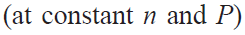 (at constant n and P)